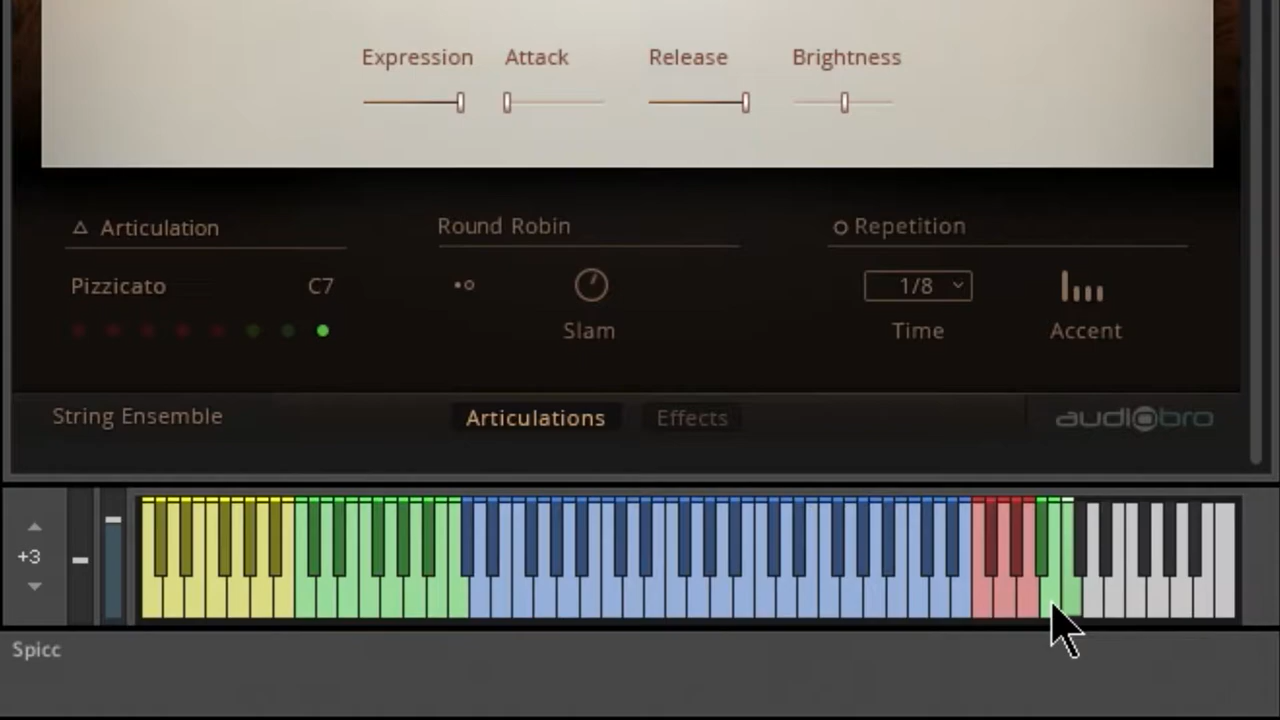 Expression Attack Release Brightness
Articulation Round Robin Repetition
Pizzicato C7 1/8
Slam Time Accent
String Ensemble Articulations Effects audiobro
+3
Spicc